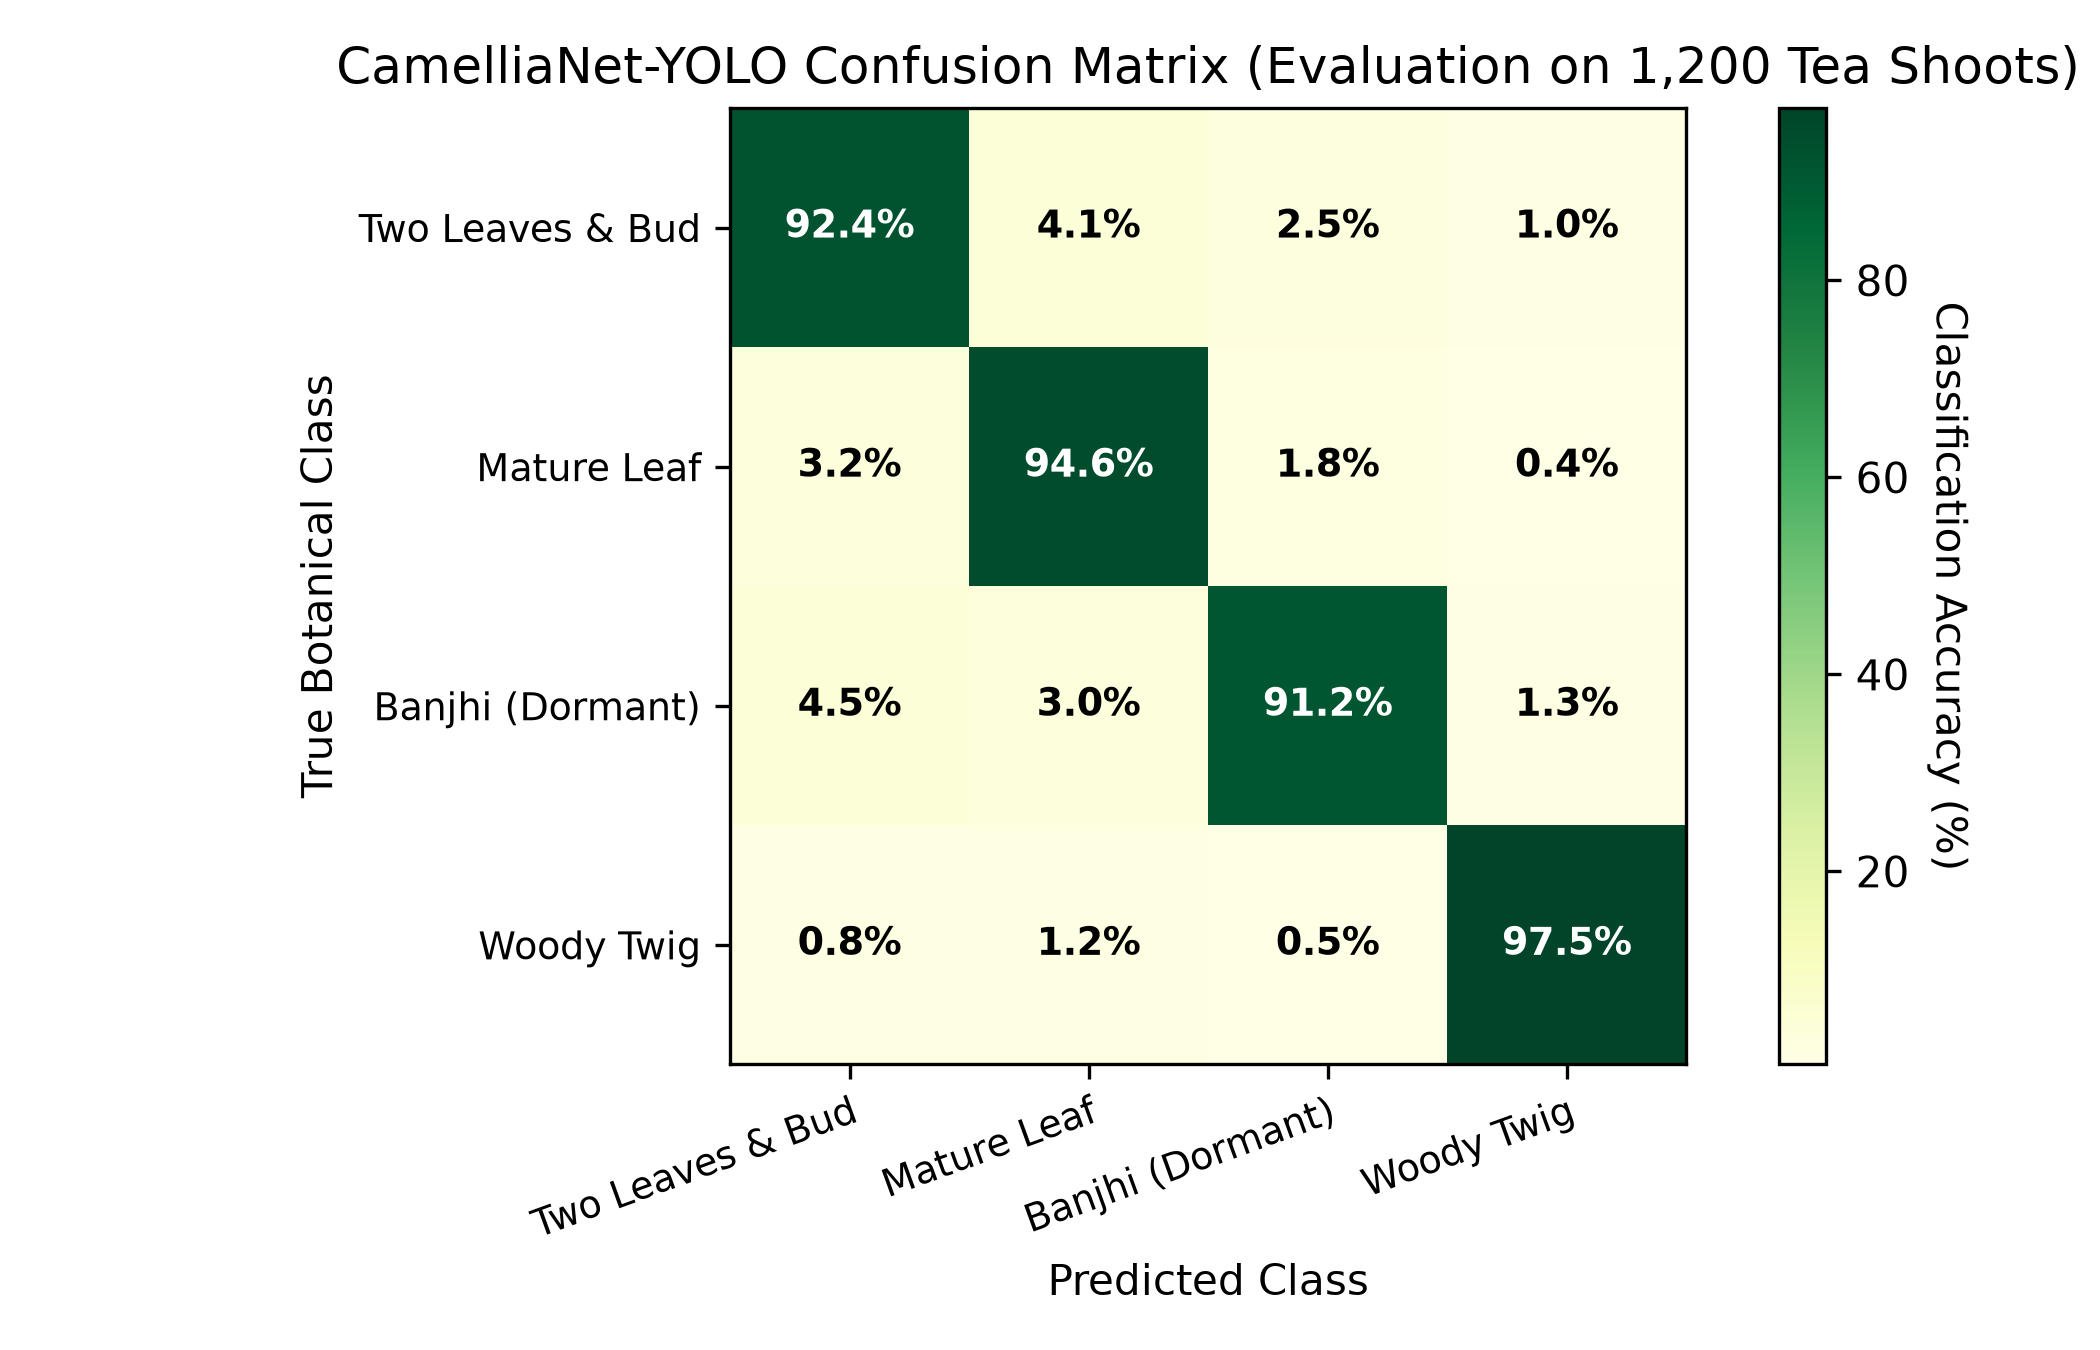 CamelliaNet-YOLO Confusion Matrix (Evaluation on 1,200 Tea Shoots)
True Botanical Class
Two Leaves & Bud
92.4%
4.1%
2.5%
1.0%
Mature Leaf
3.2%
94.6%
1.8%
0.4%
Banjhi (Dormant)
4.5%
3.0%
91.2%
1.3%
Woody Twig
0.8%
1.2%
0.5%
97.5%
Two Leaves & Bud
Mature Leaf
Banjhi (Dormant)
Woody Twig
Predicted Class
80
60
40
20
Classification Accuracy (%)